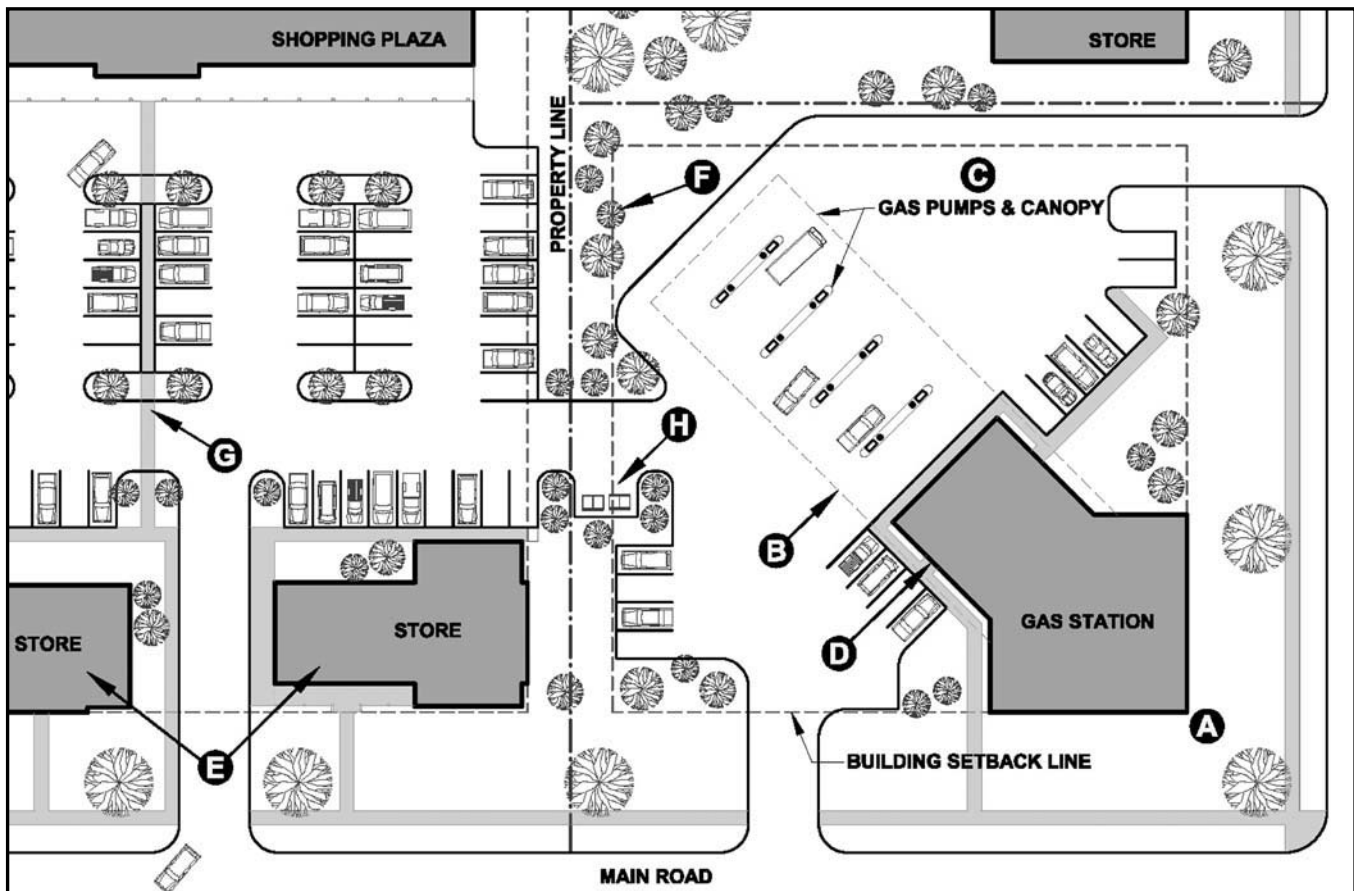 SHOPPING PLAZA
STORE
PROPERTY LINE
F
C
GAS PUMPS & CANOPY
H
G
B
STORE
STORE
GAS STATION
D
A
E
BUILDING SETBACK LINE
MAIN ROAD